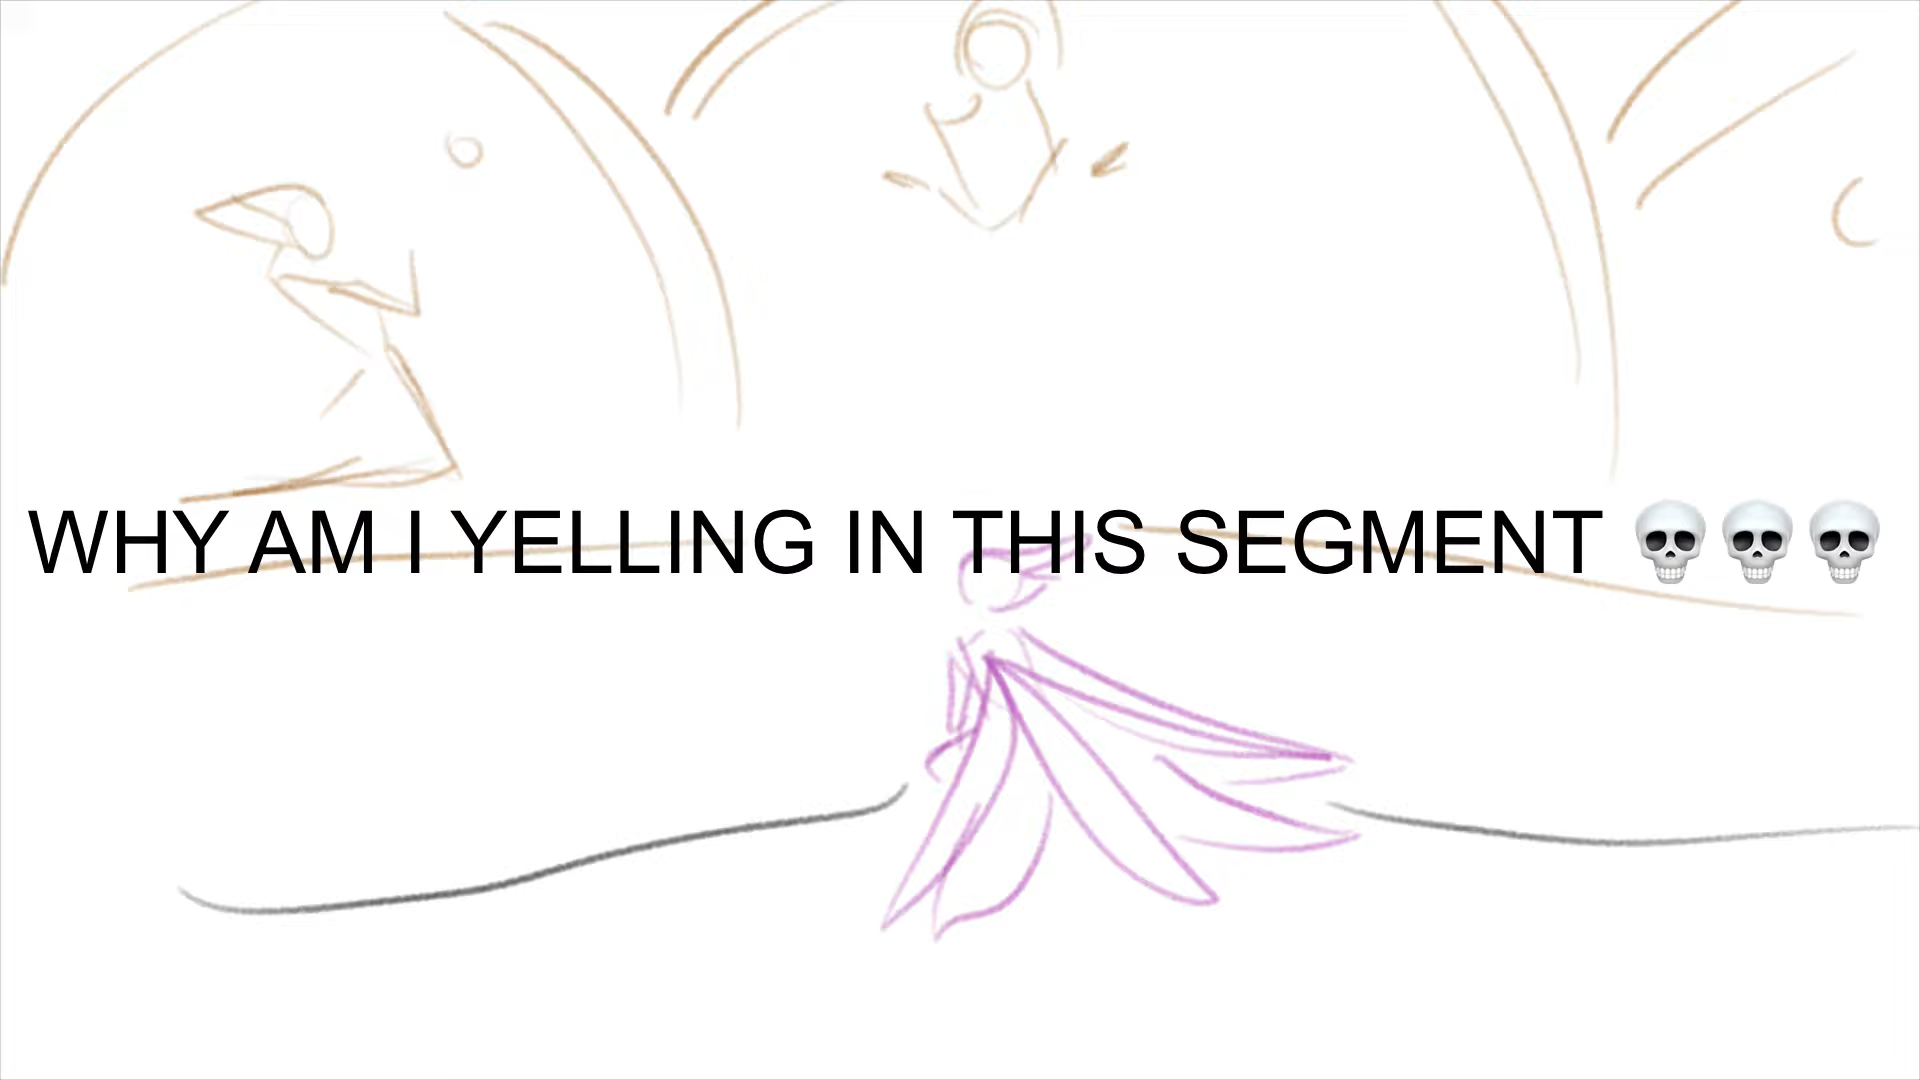 WHY AM I YELLING IN THIS SEGMENT 💀💀💀